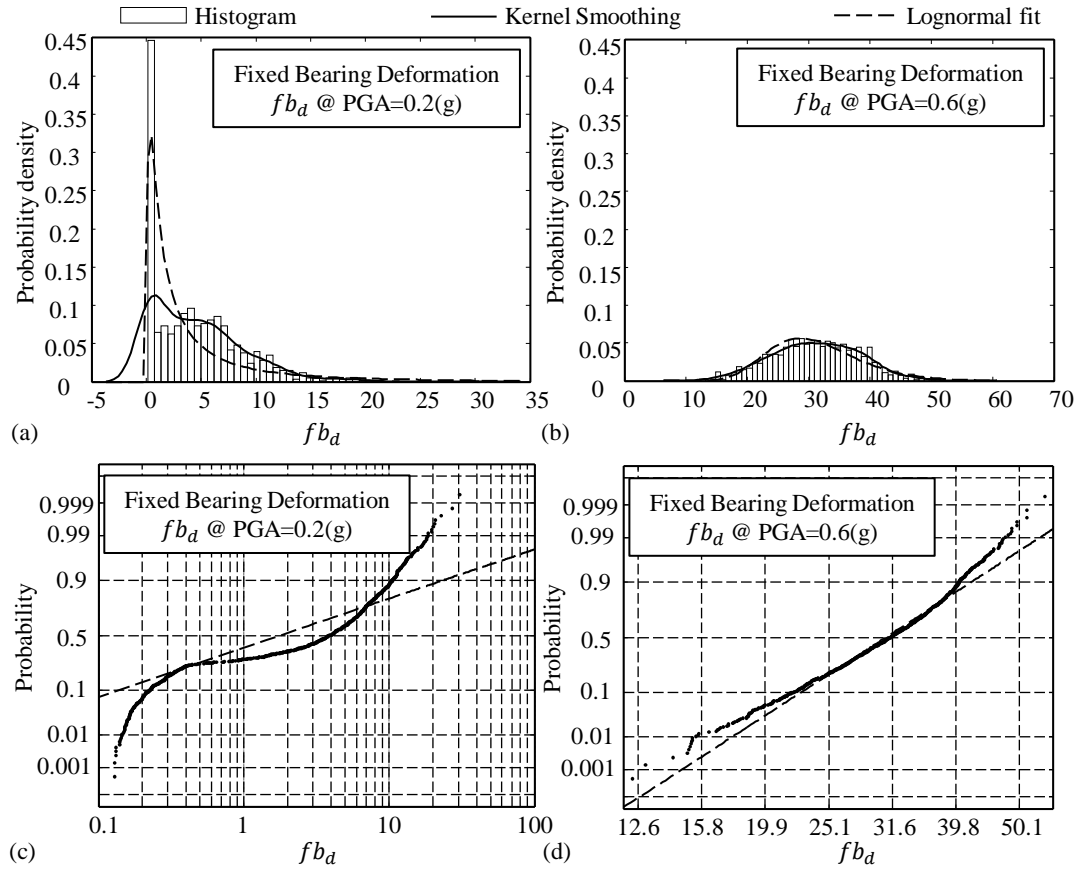 Histogram Kernel Smoothing Lognormal fit
0.45
0.4
0.35
0.3
0.25
0.2
0.15
0.1
0.05
0
Probability density
Fixed Bearing Deformation
fb_d @ PGA=0.2(g)
-5 0 5 10 15 20 25 30 35
(a) fb_d
0.45
0.4
0.35
0.3
0.25
0.2
0.15
0.1
0.05
0
Probability density
Fixed Bearing Deformation
fb_d @ PGA=0.6(g)
0 10 20 30 40 50 60 70
(b) fb_d
0.999
0.99
0.9
0.5
0.1
0.01
0.001
Probability
Fixed Bearing Deformation
fb_d @ PGA=0.2(g)
0.1 1 10 100
(c) fb_d
0.999
0.99
0.9
0.5
0.1
0.01
0.001
Probability
Fixed Bearing Deformation
fb_d @ PGA=0.6(g)
12.6 15.8 19.9 25.1 31.6 39.8 50.1
(d) fb_d